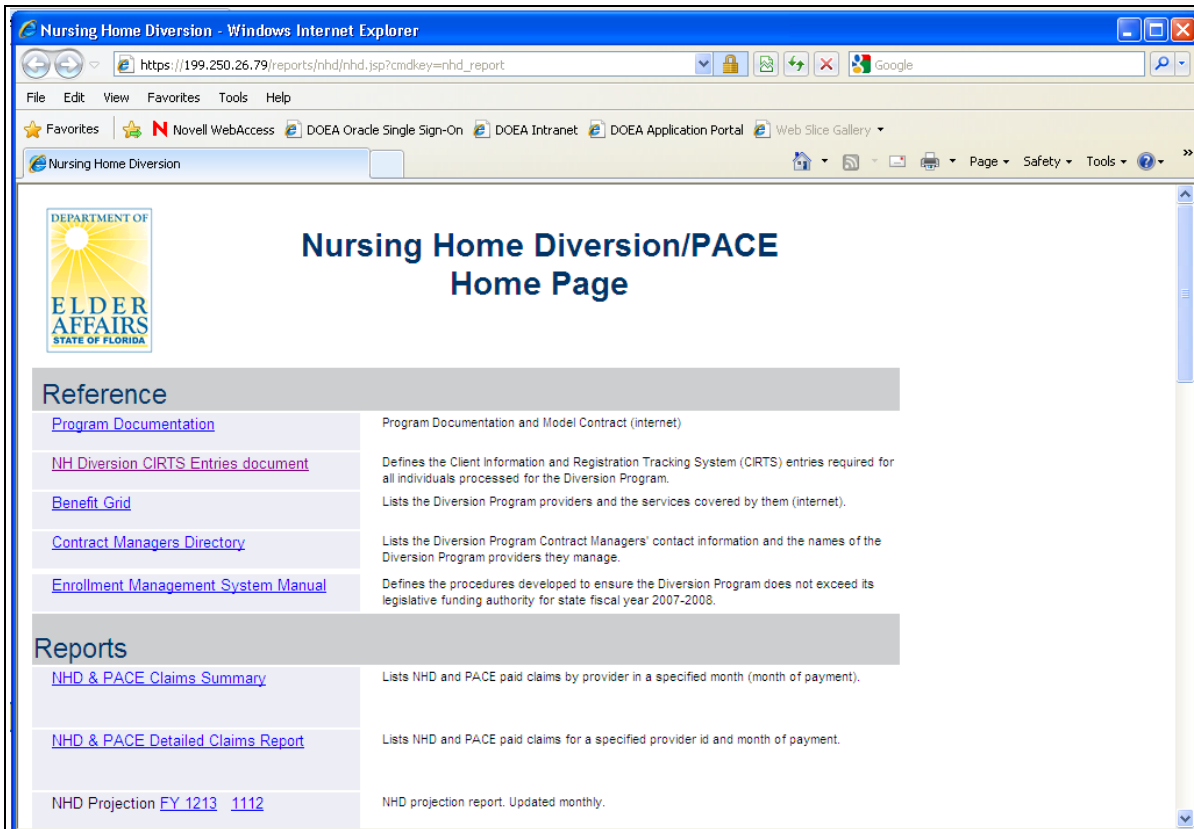 Nursing Home Diversion - Windows Internet Explorer
https://199.250.26.79/reports/nhd/nhd.jsp?cmdkey=nhd_report
Google
File Edit View Favorites Tools Help
Favorites N Novell WebAccess DOEA Oracle Single Sign-On DOEA Intranet DOEA Application Portal Web Slice Gallery
Nursing Home Diversion
Page Safety Tools
DEPARTMENT OF
ELDER
AFFAIRS
STATE OF FLORIDA
Nursing Home Diversion/PACE
Home Page
Reference
Program Documentation
Program Documentation and Model Contract (internet)
NH Diversion CIRTS Entries document
Defines the Client Information and Registration Tracking System (CIRTS) entries required for
all individuals processed for the Diversion Program.
Benefit Grid
Lists the Diversion Program providers and the services covered by them (internet).
Contract Managers Directory
Lists the Diversion Program Contract Managers' contact information and the names of the
Diversion Program providers they manage.
Enrollment Management System Manual
Defines the procedures developed to ensure the Diversion Program does not exceed its
legislative funding authority for state fiscal year 2007-2008.
Reports
NHD & PACE Claims Summary
Lists NHD and PACE paid claims by provider in a specified month (month of payment).
NHD & PACE Detailed Claims Report
Lists NHD and PACE paid claims for a specified provider id and month of payment.
NHD Projection FY 1213 1112
NHD projection report. Updated monthly.